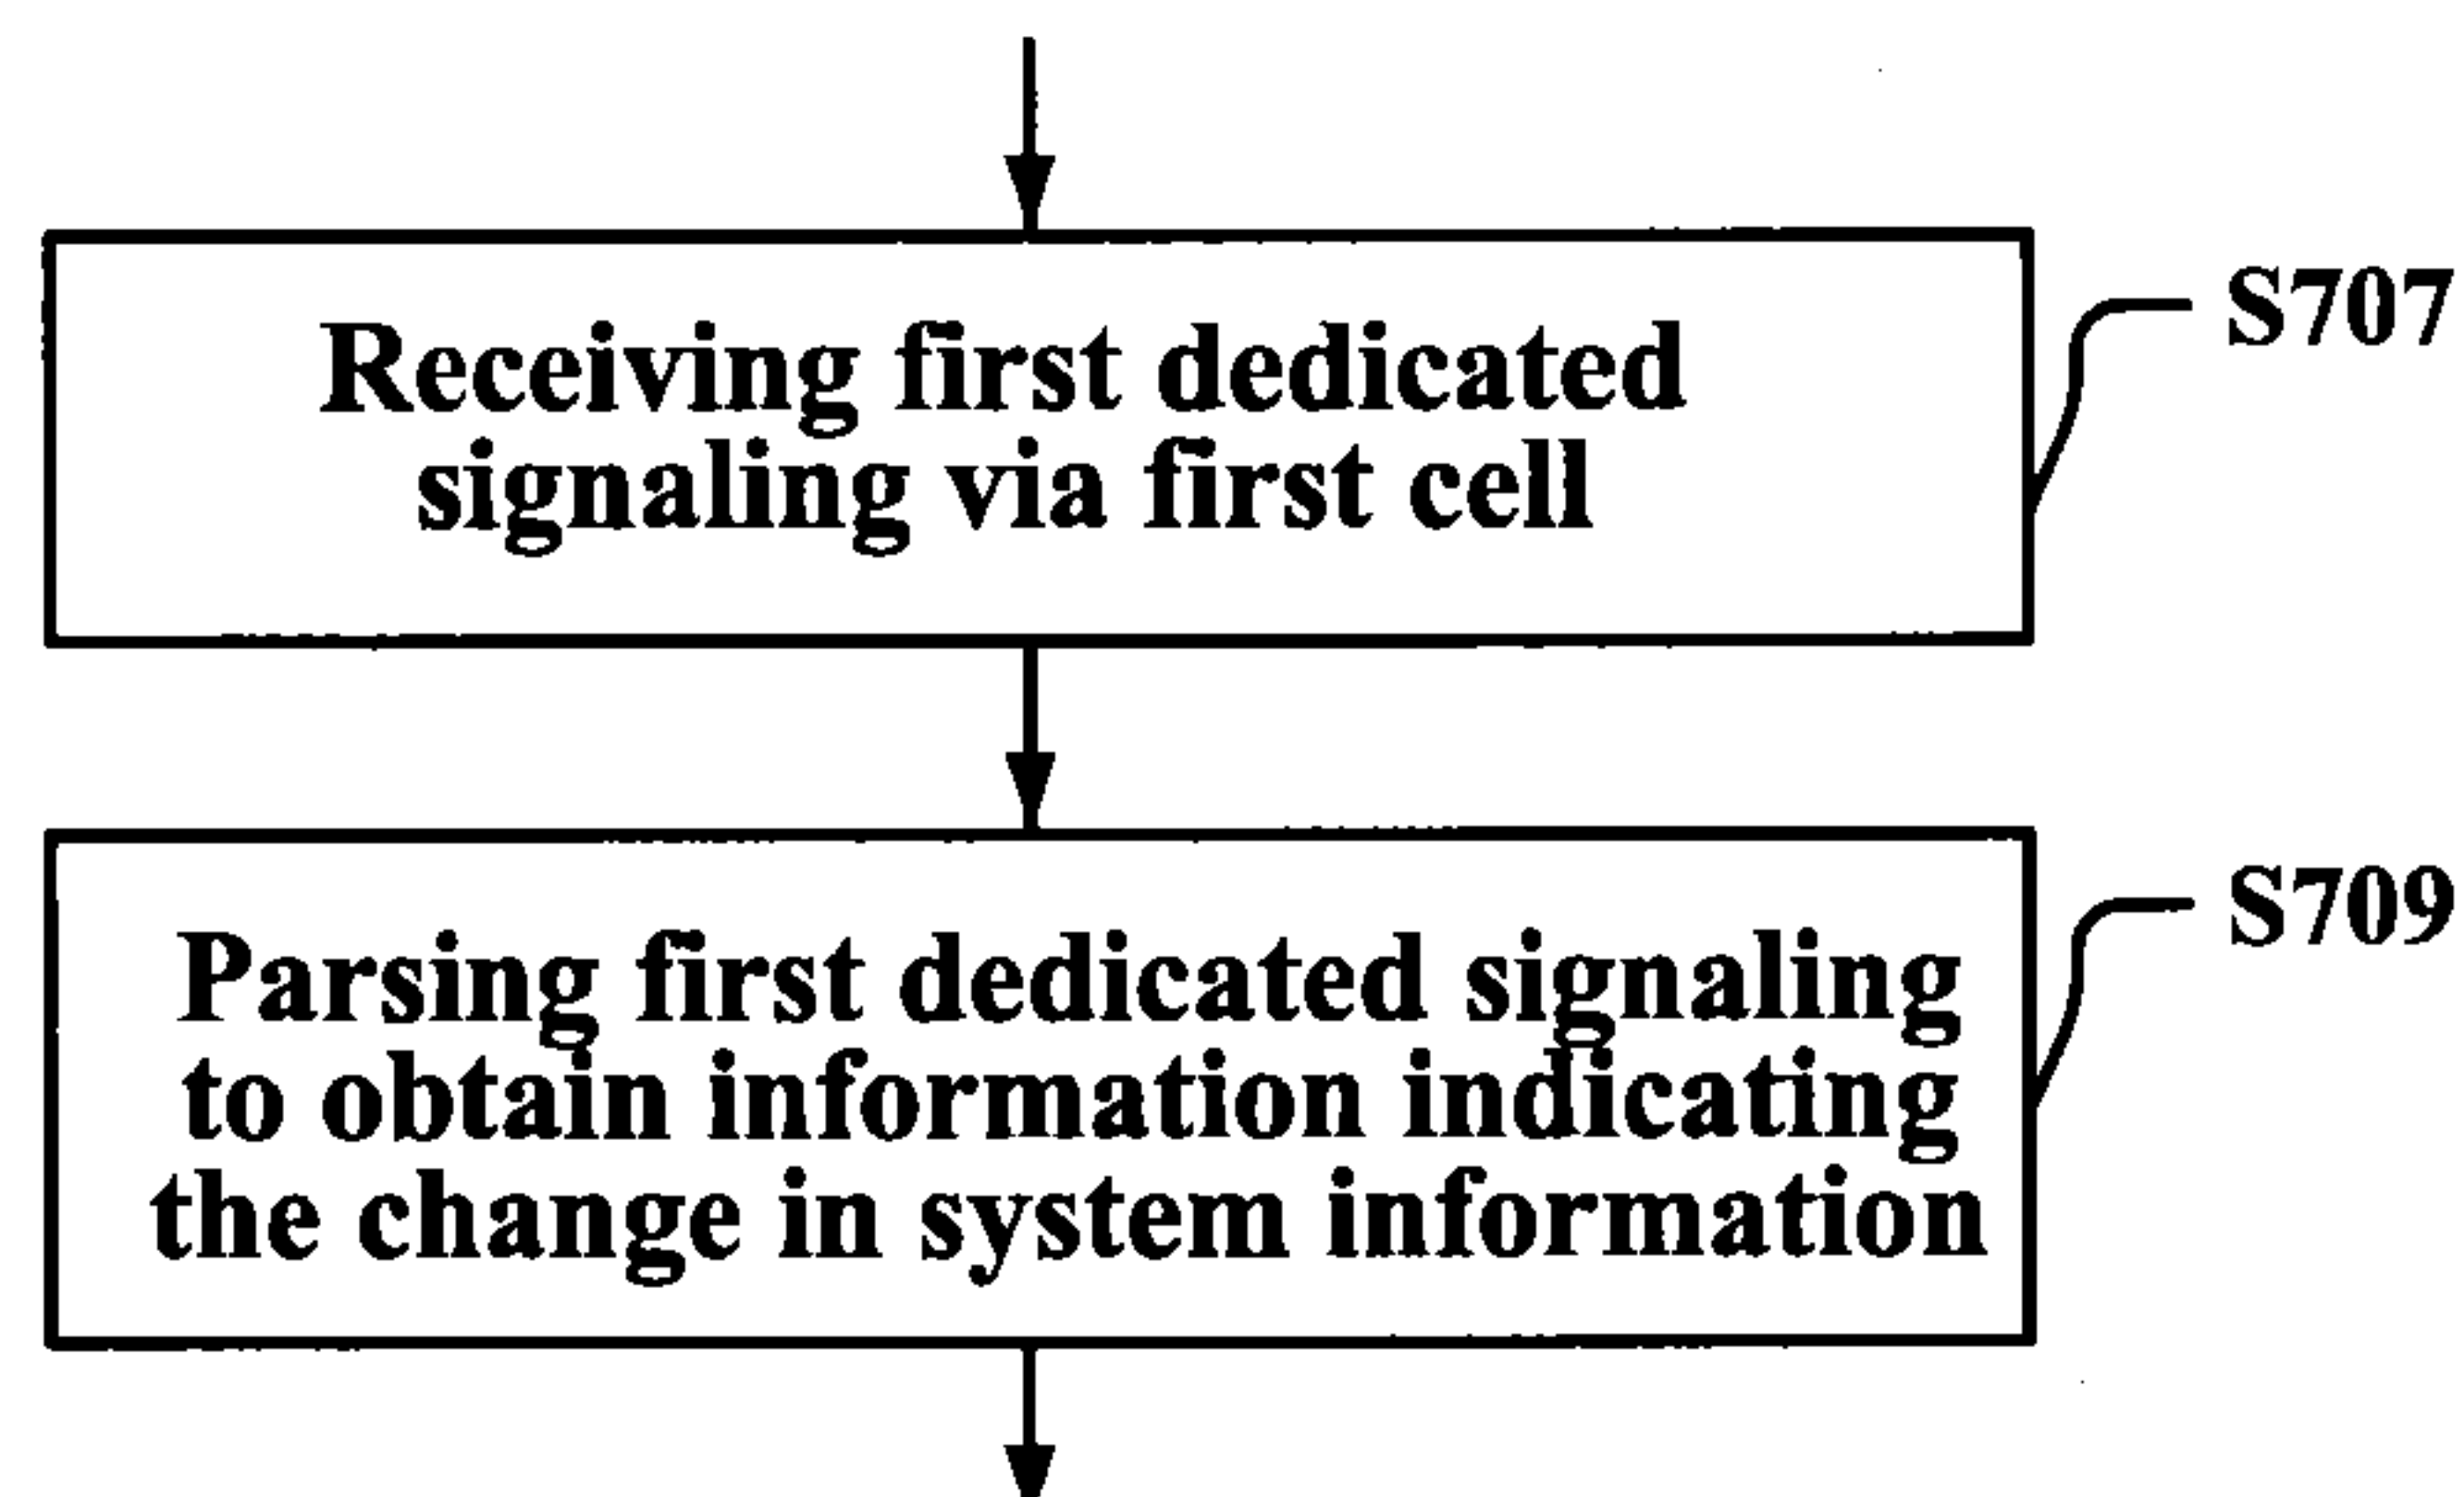 Receiving first dedicated
signaling via first cell
S707
Parsing first dedicated signaling
to obtain information indicating
the change in system information
S709